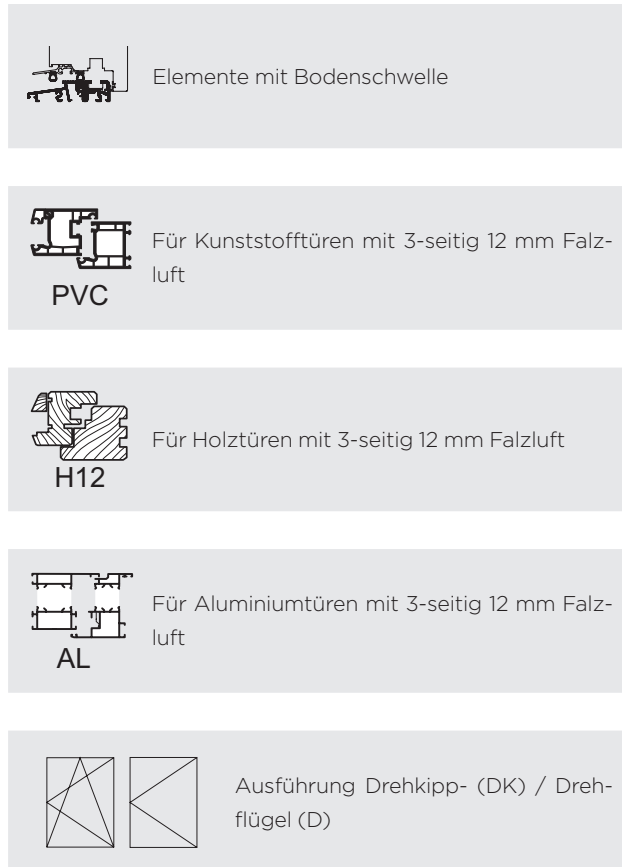 Elemente mit Bodenschwelle
Für Kunststofftüren mit 3-seitig 12 mm Falz-
luft
PVC
Für Holztüren mit 3-seitig 12 mm Falzluft
H12
Für Aluminiumtüren mit 3-seitig 12 mm Falz-
luft
AL
Ausführung Drehkipp- (DK) / Dreh-
flügel (D)